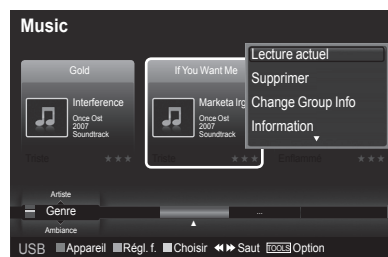 Music
Gold
Interference
Once Ost
2007
Soundtrack
If You Want Me
Marketa Irg
Once Ost
2007
Soundtrack
Lecture actuel
Supprimer
Change Group Info
Information
Artiste
Genre
Ambiance
...
USB Appareil Régl. f. Choisir Saut TOOLS Option